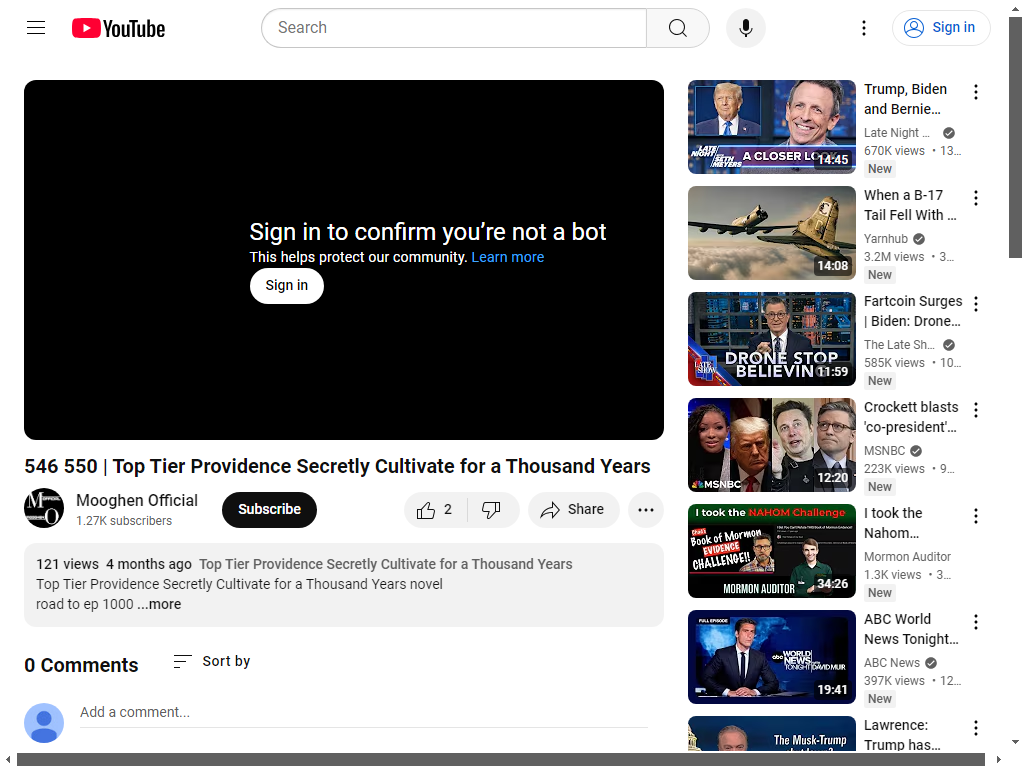 YouTube
Search
Sign in
Sign in to confirm you’re not a bot
This helps protect our community. Learn more
Sign in
546 550 | Top Tier Providence Secretly Cultivate for a Thousand Years
Mooghen Official
1.27K subscribers
Subscribe
2
Share
121 views 4 months ago Top Tier Providence Secretly Cultivate for a Thousand Years
Top Tier Providence Secretly Cultivate for a Thousand Years novel
road to ep 1000 ...more
0 Comments
Sort by
Add a comment...
LATE NIGHT WITH SETH MEYERS
A CLOSER LOOK
14:45
Trump, Biden
and Bernie…
Late Night …
670K views • 13…
New
14:08
When a B-17
Tail Fell With …
Yarnhub
3.2M views • 3…
New
LATE SHOW
DRONE STOP
BELIEVIN
11:59
Fartcoin Surges
| Biden: Drone…
The Late Sh…
585K views • 10…
New
MSNBC
12:20
Crockett blasts
'co-president'…
MSNBC
223K views • 9…
New
I took the NAHOM Challenge
Book of Mormon
EVIDENCE
CHALLENGE!!
MORMON AUDITOR
34:26
I took the
Nahom…
Mormon Auditor
1.3K views • 3…
New
FULL EPISODE
abc WORLD
NEWS
TONIGHT DAVID MUIR
19:41
ABC World
News Tonight…
ABC News
397K views • 12…
New
The Musk-Trump
Lawrence:
Trump has…